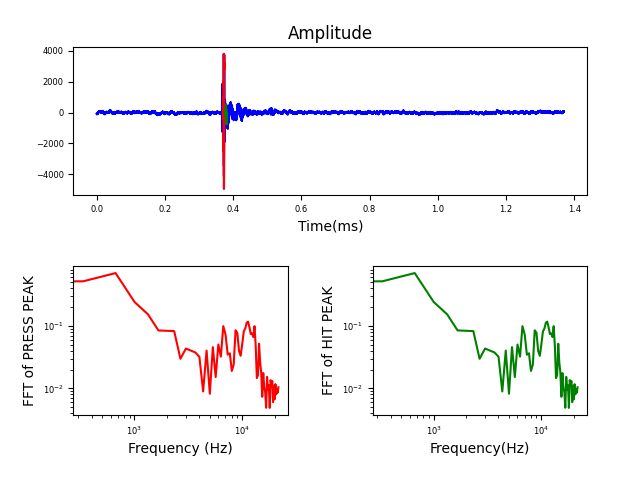 Amplitude
4000
2000
0
−2000
−4000
0.0 0.2 0.4 0.6 0.8 1.0 1.2 1.4
Time(ms)
FFT of PRESS PEAK
10⁻¹
10⁻²
10³ 10⁴
Frequency (Hz)
FFT of HIT PEAK
10⁻¹
10⁻²
10³ 10⁴
Frequency(Hz)